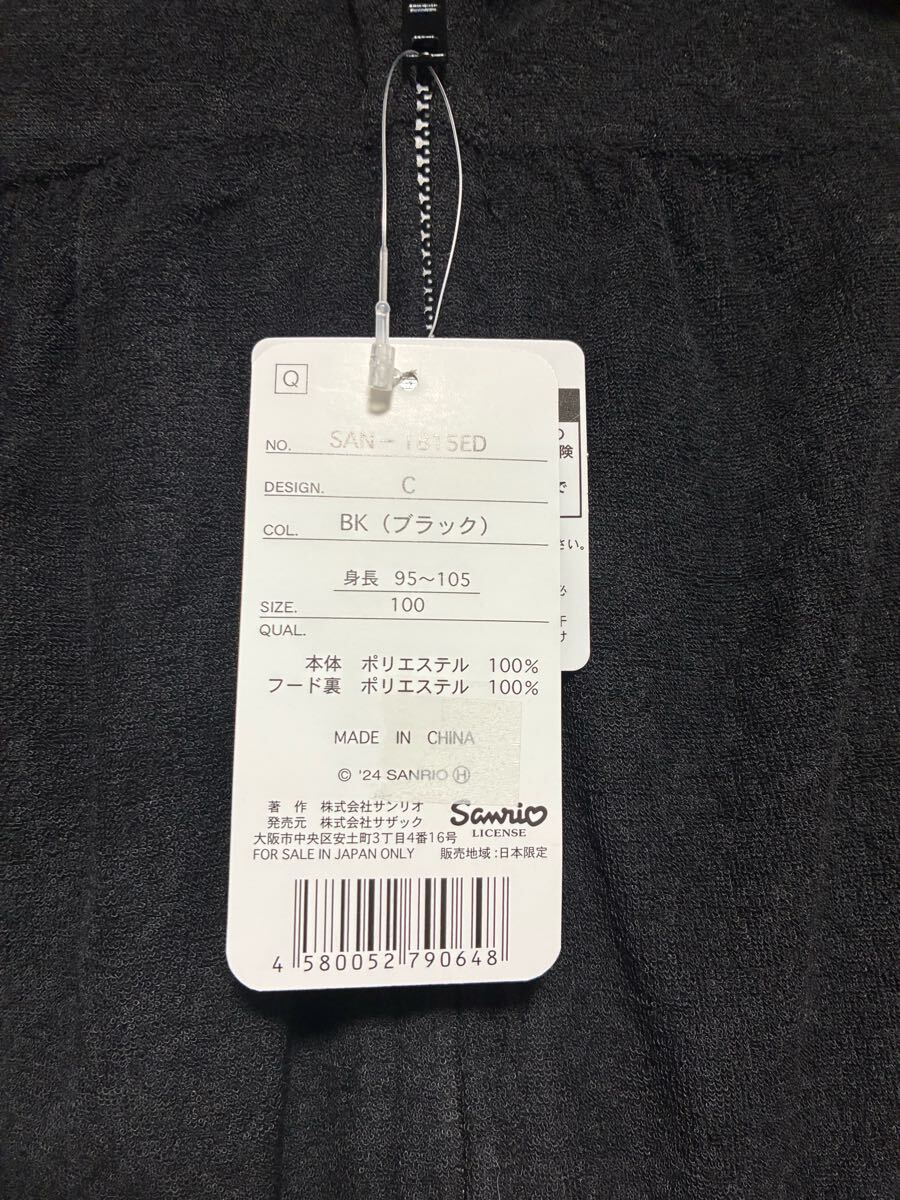 Q
NO. SAN-1815ED
DESIGN. C
COL. BK（ブラック）
身長 95～105
SIZE. 100
QUAL.
本体 ポリエステル 100%
フード裏 ポリエステル 100%
MADE IN CHINA
© '24 SANRIO Ⓗ
著 作 株式会社サンリオ
発売元 株式会社サザック
Sanrio
LICENSE
大阪市中央区安土町3丁目4番16号
FOR SALE IN JAPAN ONLY 販売地域:日本限定
4 580052 790648
険
で
さい。